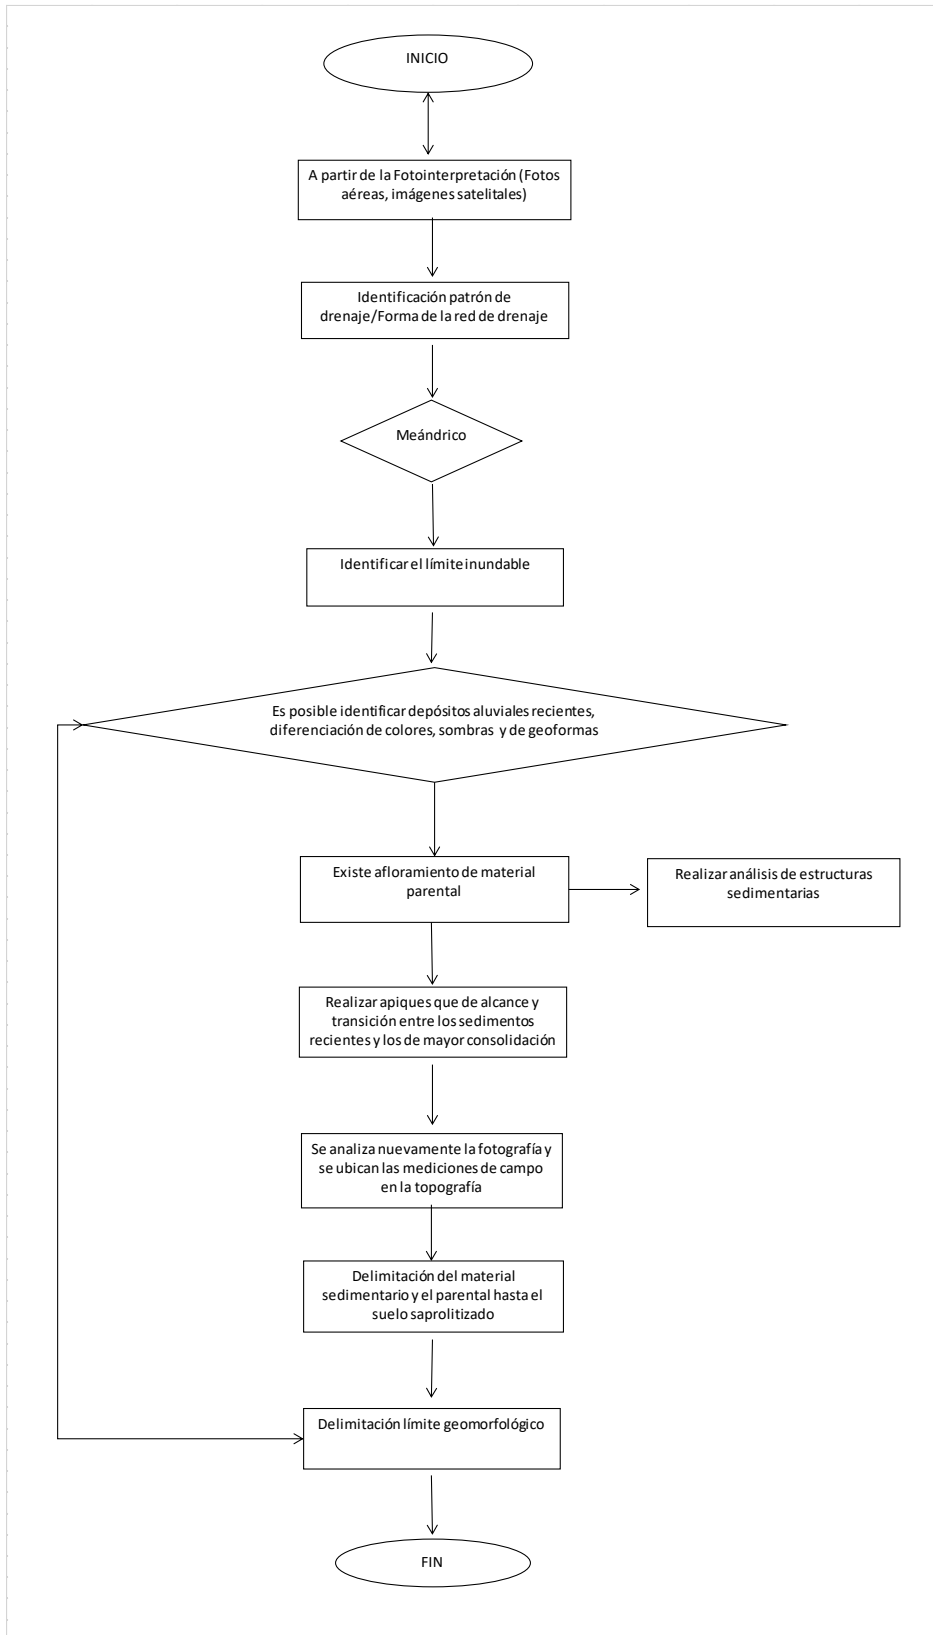 INICIO
A partir de la Fotointerpretación (Fotos
aéreas, imágenes satelitales)
Identificación patrón de
drenaje/Forma de la red de drenaje
Meándrico
Identificar el límite inundable
Es posible identificar depósitos aluviales recientes,
diferenciación de colores, sombras y de geoformas
Existe afloramiento de material
parental
Realizar análisis de estructuras
sedimentarias
Realizar apiques que de alcance y
transición entre los sedimentos
recientes y los de mayor consolidación
Se analiza nuevamente la fotografía y
se ubican las mediciones de campo
en la topografía
Delimitación del material
sedimentario y el parental hasta el
suelo saprolitizado
Delimitación límite geomorfológico
FIN